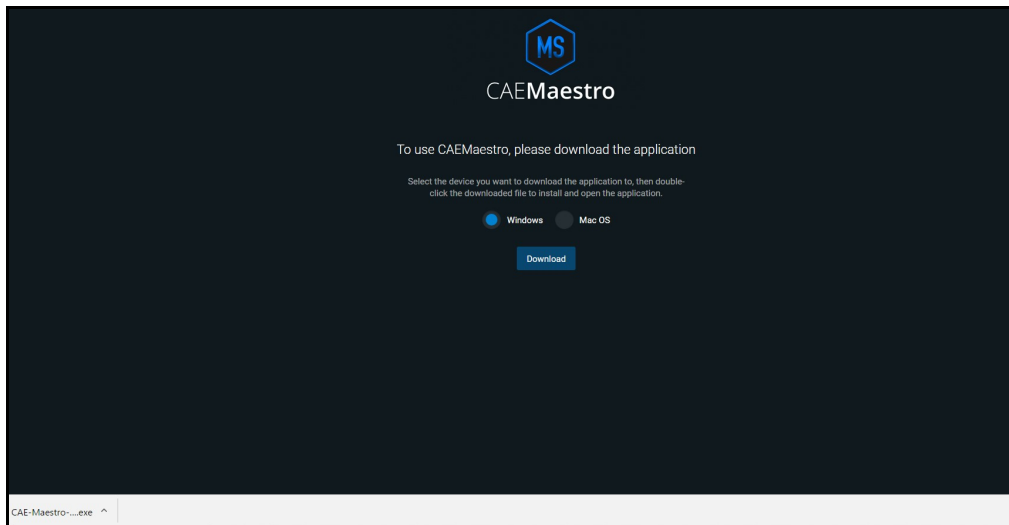 MS
CAEMaestro
To use CAEMaestro, please download the application
Select the device you want to download the application to, then double-
click the downloaded file to install and open the application.
Windows Mac OS
Download
CAE-Maestro-....exe